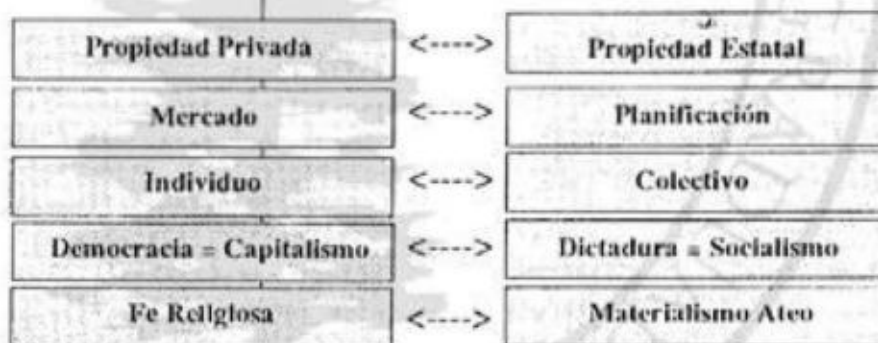 Propiedad Privada <----> Propiedad Estatal
Mercado <----> Planificación
Individuo <----> Colectivo
Democracia = Capitalismo <----> Dictadura = Socialismo
Fe Religiosa <----> Materialismo Ateo